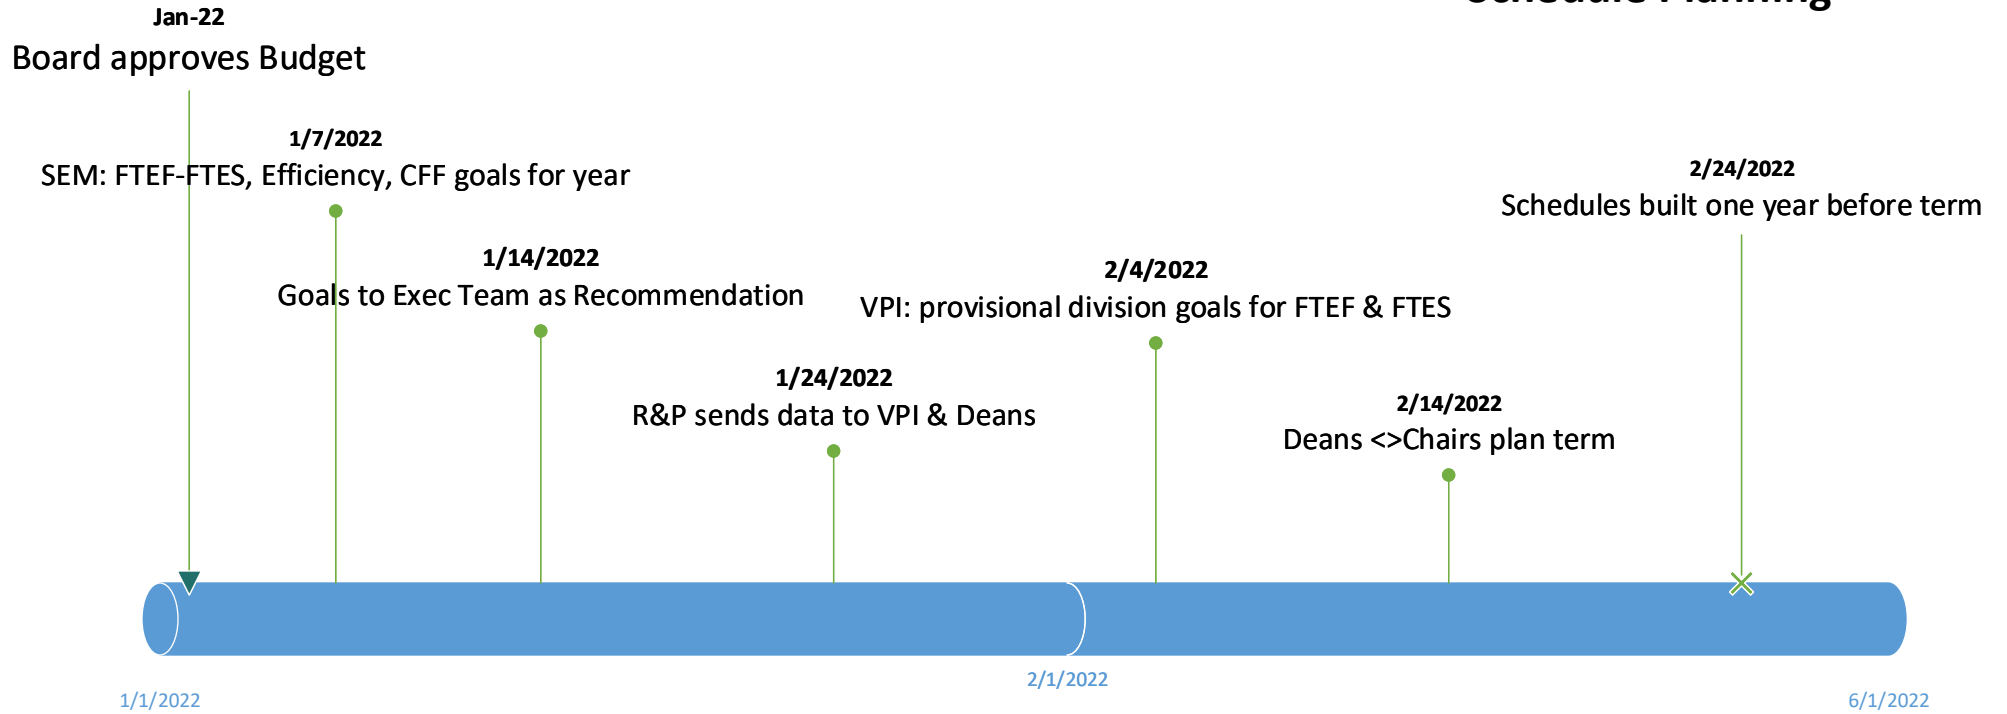 Schedule Planning
Jan-22
Board approves Budget
1/7/2022
SEM: FTEF-FTES, Efficiency, CFF goals for year
1/14/2022
Goals to Exec Team as Recommendation
1/24/2022
R&P sends data to VPI & Deans
2/4/2022
VPI: provisional division goals for FTEF & FTES
2/14/2022
Deans <>Chairs plan term
2/24/2022
Schedules built one year before term
1/1/2022
2/1/2022
6/1/2022